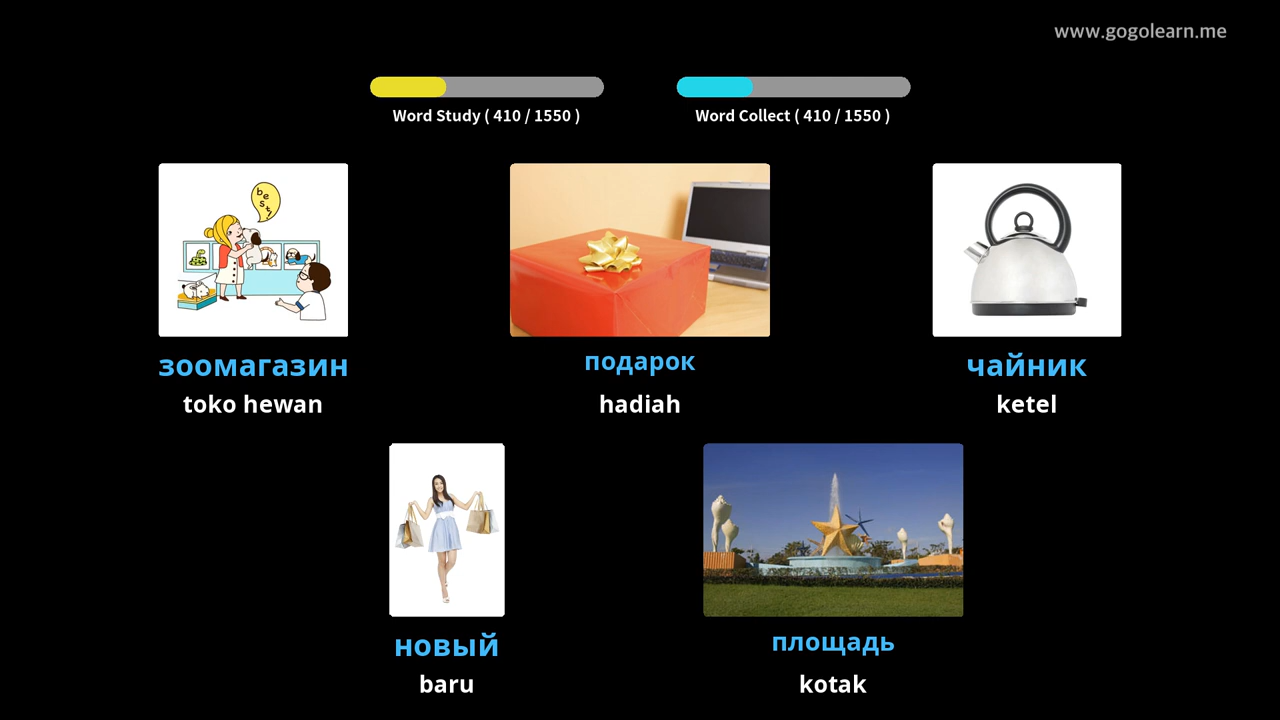 www.gogolearn.me
Word Study ( 410 / 1550 )
Word Collect ( 410 / 1550 )
best,
зоомагазин
toko hewan
подарок
hadiah
чайник
ketel
новый
baru
площадь
kotak